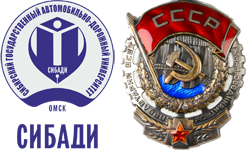 СИБИРСКИЙ ГОСУДАРСТВЕННЫЙ АВТОМОБИЛЬНО-ДОРОЖНЫЙ УНИВЕРСИТЕТ
СИБАДИ
ОМСК
СИБАДИ
СССР